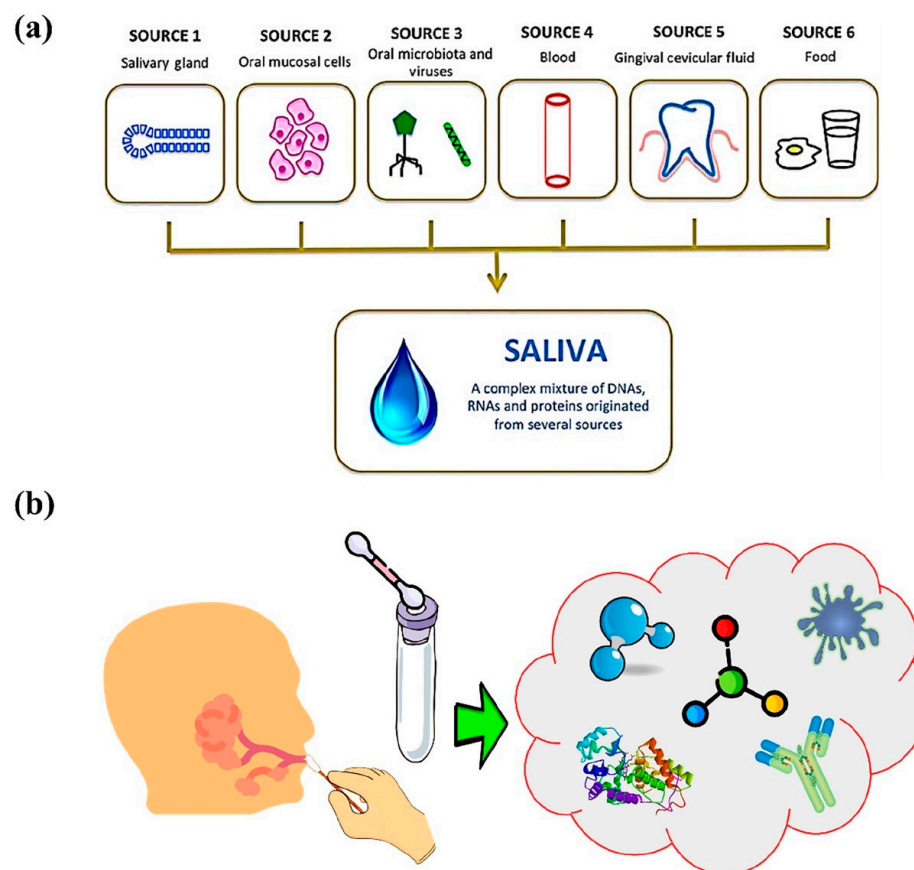 (a)
SOURCE 1
Salivary gland
SOURCE 2
Oral mucosal cells
SOURCE 3
Oral microbiota and
viruses
SOURCE 4
Blood
SOURCE 5
Gingival cevicular fluid
SOURCE 6
Food
SALIVA
A complex mixture of DNAs,
RNAs and proteins originated
from several sources
(b)